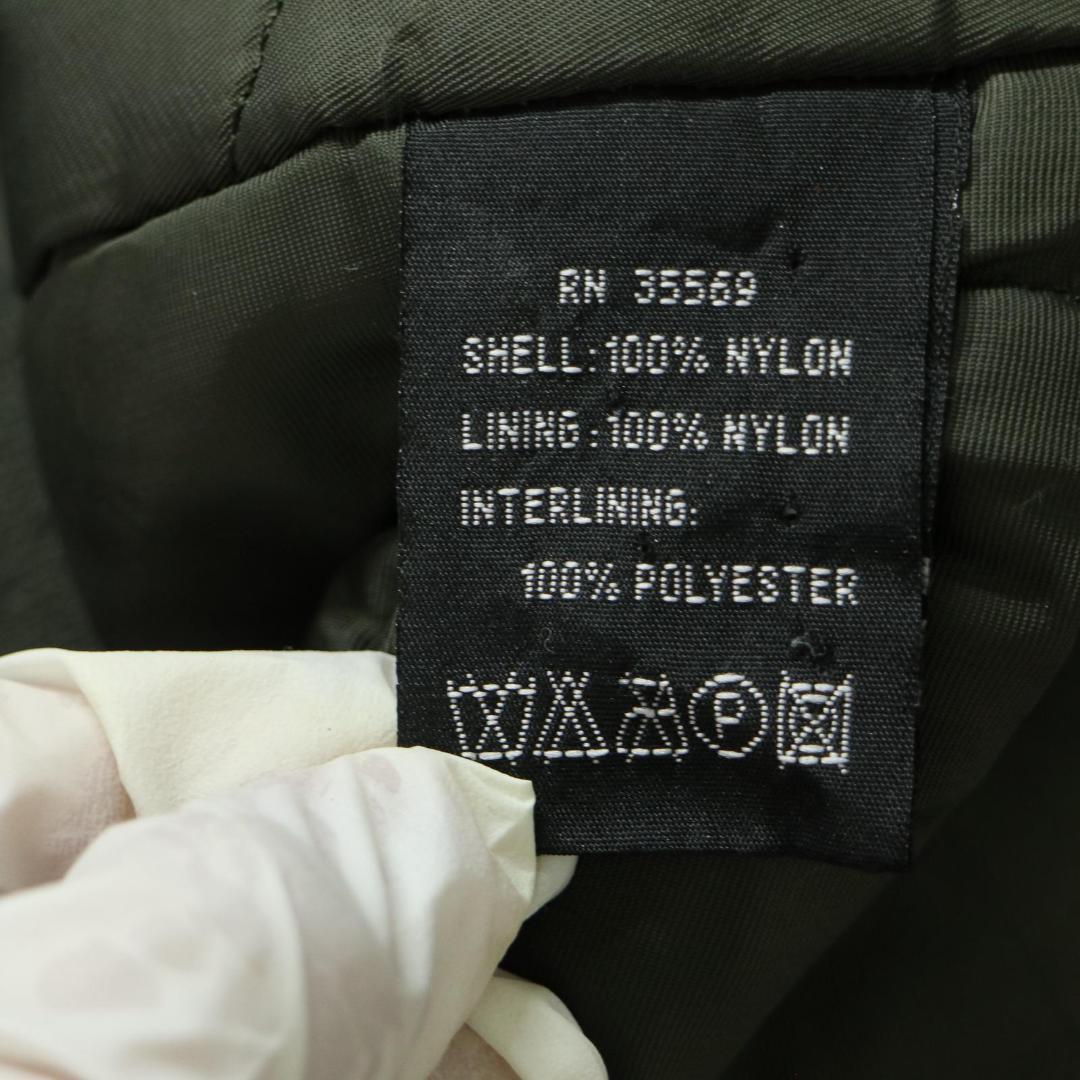 RN 35569
SHELL:100% NYLON
LINING:100% NYLON
INTERLINING:
100% POLYESTER
P